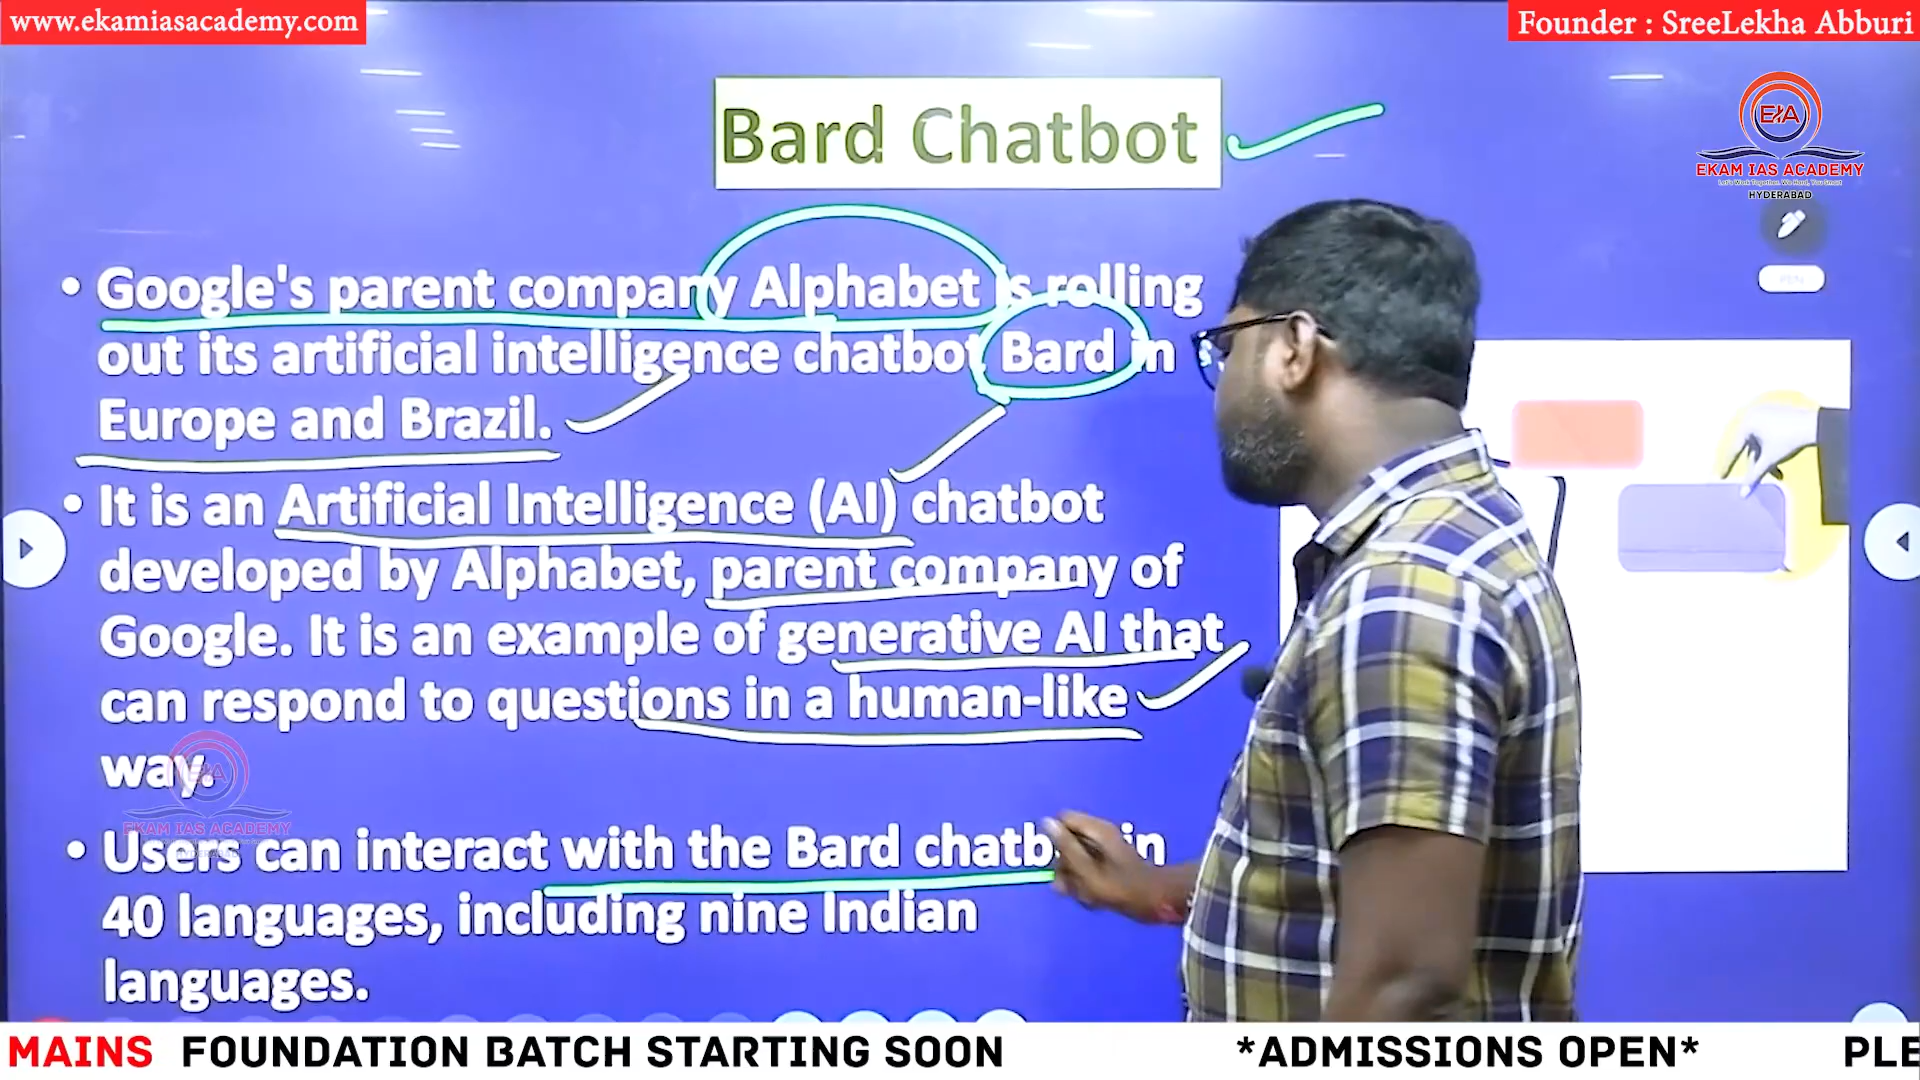 www.ekamiasacademy.com
Founder : SreeLekha Abburi
EIA
EKAM IAS ACADEMY
HYDERABAD
Bard Chatbot
• Google's parent company Alphabet is rolling
out its artificial intelligence chatbot Bard in
Europe and Brazil.
• It is an Artificial Intelligence (AI) chatbot
developed by Alphabet, parent company of
Google. It is an example of generative AI that
can respond to questions in a human-like
way.
EKAM IAS ACADEMY
• Users can interact with the Bard chatb in
40 languages, including nine Indian
languages.
MAINS FOUNDATION BATCH STARTING SOON *ADMISSIONS OPEN* PLE